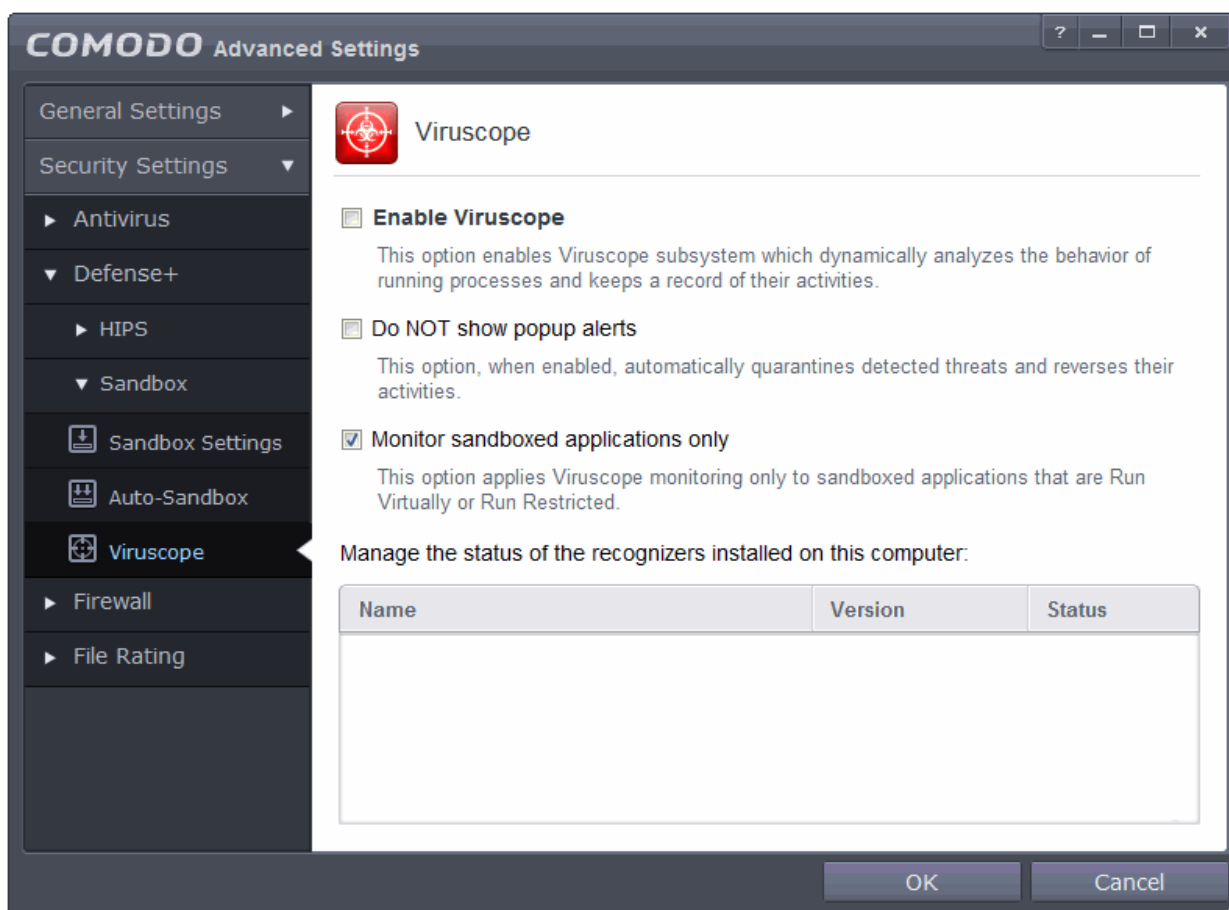 COMODO Advanced Settings
?
General Settings
Security Settings
Antivirus
Defense+
HIPS
Sandbox
Sandbox Settings
Auto-Sandbox
Viruscope
Firewall
File Rating
Viruscope
Enable Viruscope
This option enables Viruscope subsystem which dynamically analyzes the behavior of
running processes and keeps a record of their activities.
Do NOT show popup alerts
This option, when enabled, automatically quarantines detected threats and reverses their
activities.
Monitor sandboxed applications only
This option applies Viruscope monitoring only to sandboxed applications that are Run
Virtually or Run Restricted.
Manage the status of the recognizers installed on this computer:
Name Version Status
OK Cancel